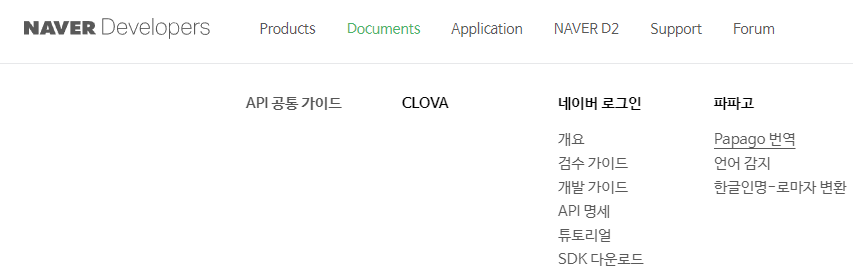 NAVER Developers
Products
Documents
Application
NAVER D2
Support
Forum
API 공통 가이드
CLOVA
네이버 로그인
개요
검수 가이드
개발 가이드
API 명세
튜토리얼
SDK 다운로드
파파고
Papago 번역
언어 감지
한글인명-로마자 변환